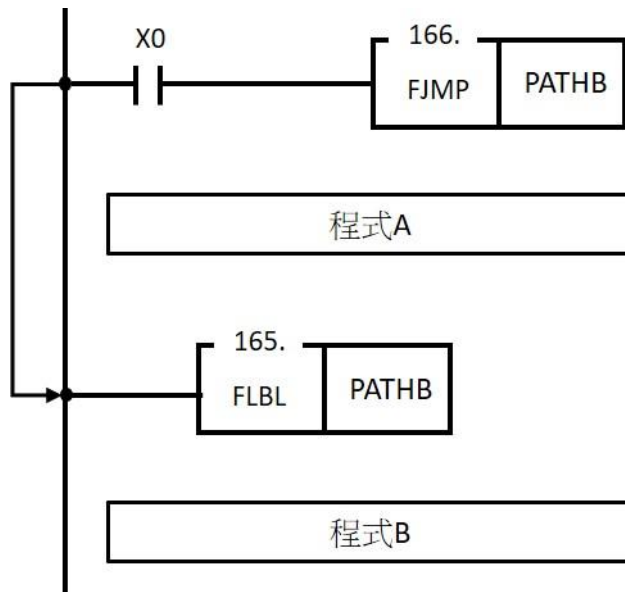 X0
166.
FJMP
PATHB
程式A
165.
FLBL
PATHB
程式B